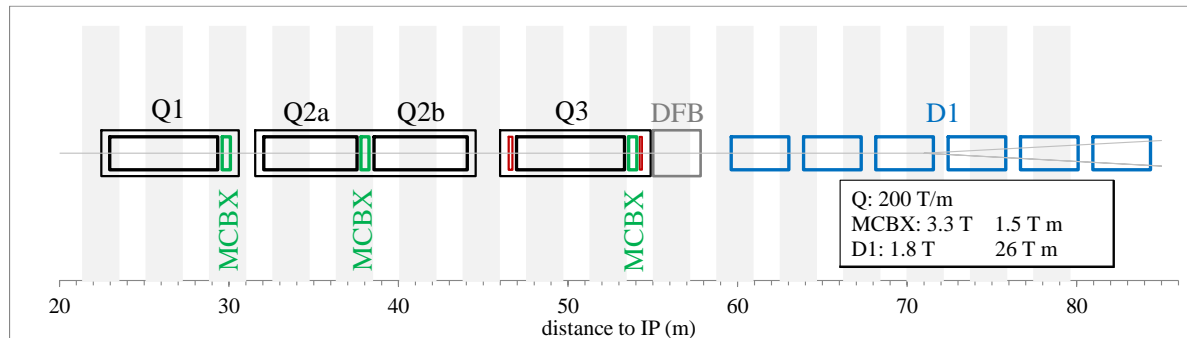 Q1 Q2a Q2b Q3 DFB D1
MCBX MCBX MCBX
Q: 200 T/m
MCBX: 3.3 T 1.5 T m
D1: 1.8 T 26 T m
20 30 40 50 60 70 80
distance to IP (m)